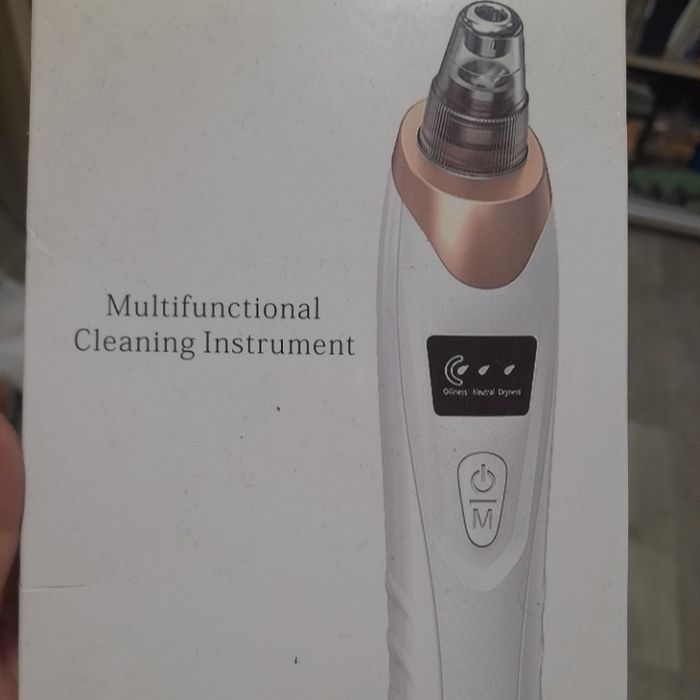 Multifunctional
Cleaning Instrument
Oiliness Neutral Dryness
M